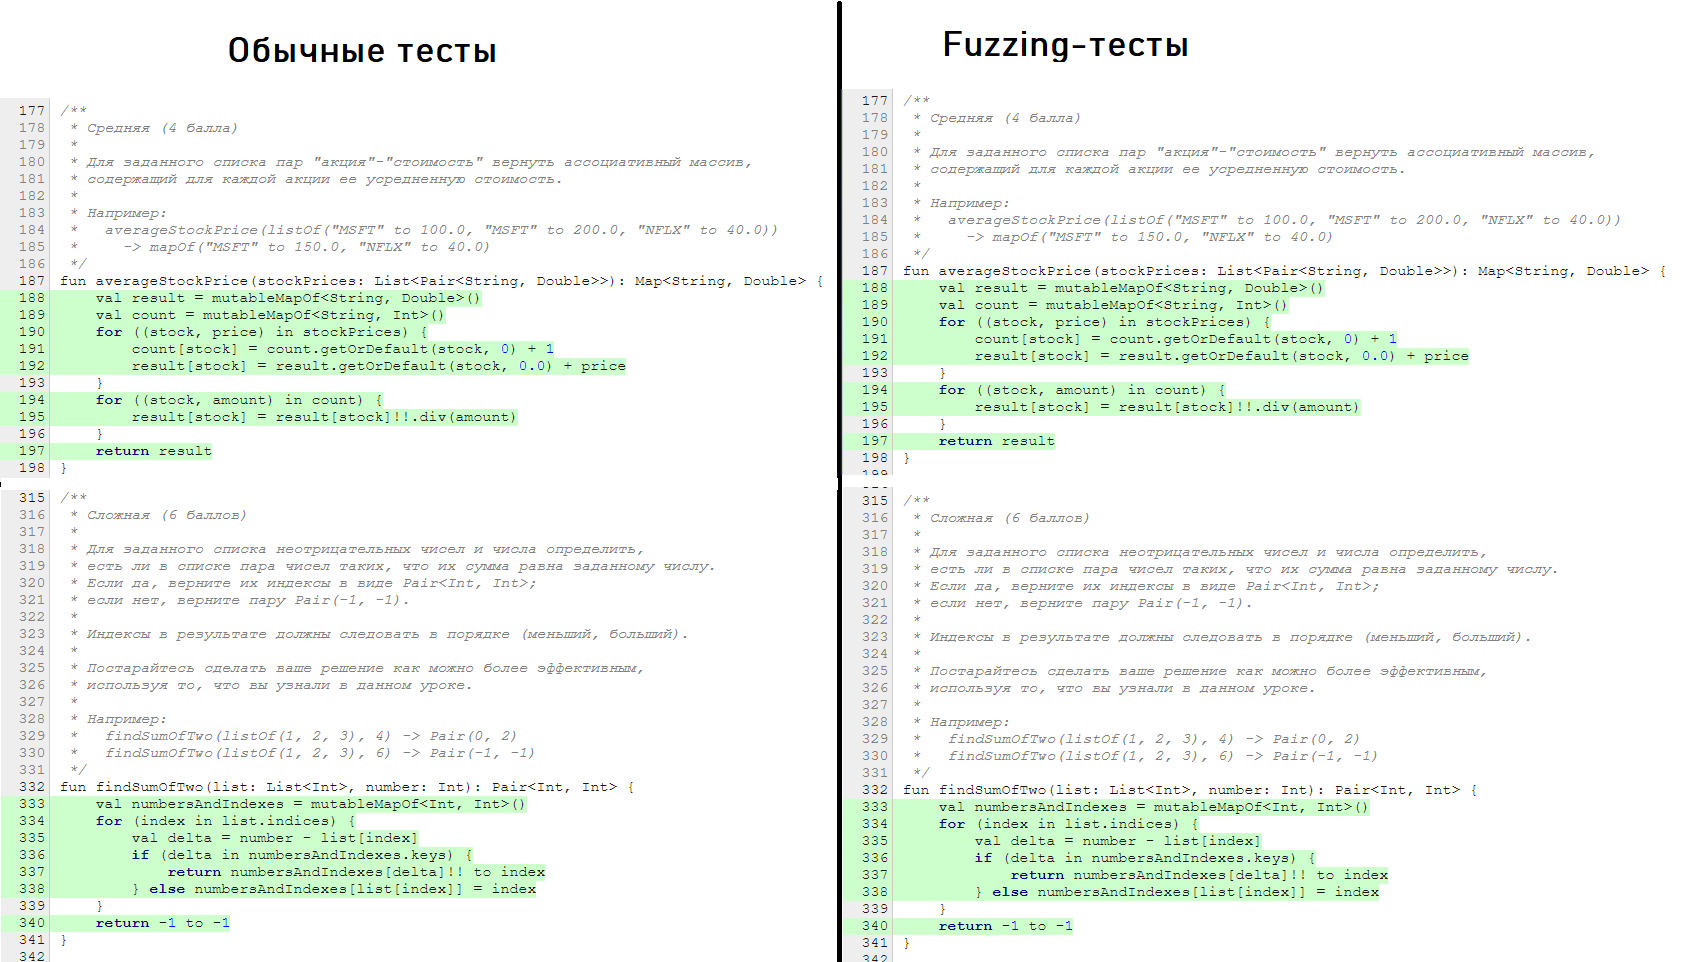 Обычные тесты
177 /**
178  * Средняя (4 балла)
179  *
180  * Для заданного списка пар "акция"-"стоимость" вернуть ассоциативный массив,
181  * содержащий для каждой акции ее усредненную стоимость.
182  *
183  * Например:
184  *   averageStockPrice(listOf("MSFT" to 100.0, "MSFT" to 200.0, "NFLX" to 40.0))
185  *     -> mapOf("MSFT" to 150.0, "NFLX" to 40.0)
186  */
187 fun averageStockPrice(stockPrices: List<Pair<String, Double>>): Map<String, Double> {
188     val result = mutableMapOf<String, Double>()
189     val count = mutableMapOf<String, Int>()
190     for ((stock, price) in stockPrices) {
191         count[stock] = count.getOrDefault(stock, 0) + 1
192         result[stock] = result.getOrDefault(stock, 0.0) + price
193     }
194     for ((stock, amount) in count) {
195         result[stock] = result[stock]!!.div(amount)
196     }
197     return result
198 }
315 /**
316  * Сложная (6 баллов)
317  *
318  * Для заданного списка неотрицательных чисел и числа определить,
319  * есть ли в списке пара чисел таких, что их сумма равна заданному числу.
320  * Если да, верните их индексы в виде Pair<Int, Int>;
321  * если нет, верните пару Pair(-1, -1).
322  *
323  * Индексы в результате должны следовать в порядке (меньший, больший).
324  *
325  * Постарайтесь сделать ваше решение как можно более эффективным,
326  * используя то, что вы узнали в данном уроке.
327  *
328  * Например:
329  *   findSumOfTwo(listOf(1, 2, 3), 4) -> Pair(0, 2)
330  *   findSumOfTwo(listOf(1, 2, 3), 6) -> Pair(-1, -1)
331  */
332 fun findSumOfTwo(list: List<Int>, number: Int): Pair<Int, Int> {
333     val numbersAndIndexes = mutableMapOf<Int, Int>()
334     for (index in list.indices) {
335         val delta = number - list[index]
336         if (delta in numbersAndIndexes.keys) {
337             return numbersAndIndexes[delta]!! to index
338         } else numbersAndIndexes[list[index]] = index
339     }
340     return -1 to -1
341 }
342
Fuzzing-тесты
177 /**
178  * Средняя (4 балла)
179  *
180  * Для заданного списка пар "акция"-"стоимость" вернуть ассоциативный массив,
181  * содержащий для каждой акции ее усредненную стоимость.
182  *
183  * Например:
184  *   averageStockPrice(listOf("MSFT" to 100.0, "MSFT" to 200.0, "NFLX" to 40.0))
185  *     -> mapOf("MSFT" to 150.0, "NFLX" to 40.0)
186  */
187 fun averageStockPrice(stockPrices: List<Pair<String, Double>>): Map<String, Double> {
188     val result = mutableMapOf<String, Double>()
189     val count = mutableMapOf<String, Int>()
190     for ((stock, price) in stockPrices) {
191         count[stock] = count.getOrDefault(stock, 0) + 1
192         result[stock] = result.getOrDefault(stock, 0.0) + price
193     }
194     for ((stock, amount) in count) {
195         result[stock] = result[stock]!!.div(amount)
196     }
197     return result
198 }
199
315 /**
316  * Сложная (6 баллов)
317  *
318  * Для заданного списка неотрицательных чисел и числа определить,
319  * есть ли в списке пара чисел таких, что их сумма равна заданному числу.
320  * Если да, верните их индексы в виде Pair<Int, Int>;
321  * если нет, верните пару Pair(-1, -1).
322  *
323  * Индексы в результате должны следовать в порядке (меньший, больший).
324  *
325  * Постарайтесь сделать ваше решение как можно более эффективным,
326  * используя то, что вы узнали в данном уроке.
327  *
328  * Например:
329  *   findSumOfTwo(listOf(1, 2, 3), 4) -> Pair(0, 2)
330  *   findSumOfTwo(listOf(1, 2, 3), 6) -> Pair(-1, -1)
331  */
332 fun findSumOfTwo(list: List<Int>, number: Int): Pair<Int, Int> {
333     val numbersAndIndexes = mutableMapOf<Int, Int>()
334     for (index in list.indices) {
335         val delta = number - list[index]
336         if (delta in numbersAndIndexes.keys) {
337             return numbersAndIndexes[delta]!! to index
338         } else numbersAndIndexes[list[index]] = index
339     }
340     return -1 to -1
341 }
342